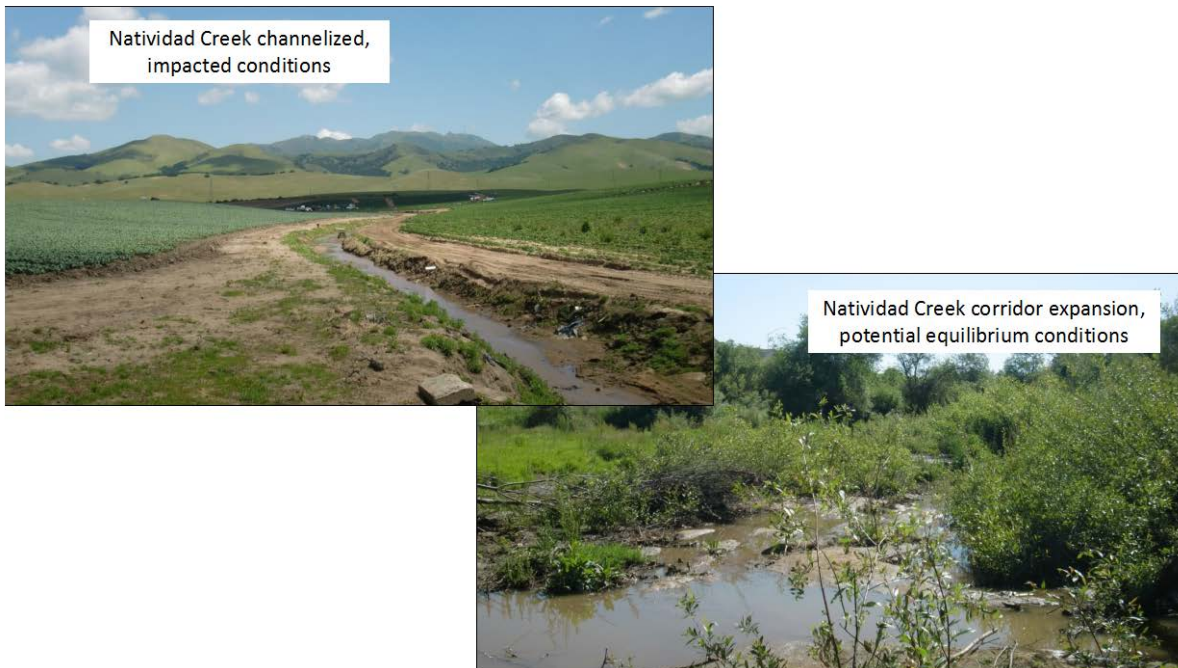 Natividad Creek channelized,
impacted conditions
Natividad Creek corridor expansion,
potential equilibrium conditions